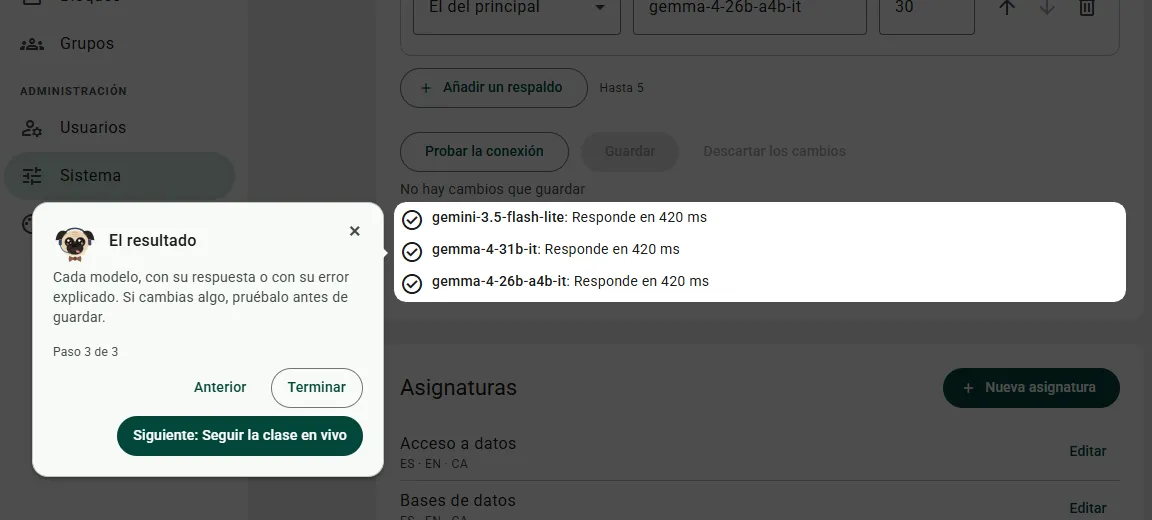 Bloques
Grupos
ADMINISTRACIÓN
Usuarios
Sistema
El del principal
gemma-4-26b-a4b-it
30
+ Añadir un respaldo
Hasta 5
Probar la conexión
Guardar
Descartar los cambios
No hay cambios que guardar
gemini-3.5-flash-lite: Responde en 420 ms
gemma-4-31b-it: Responde en 420 ms
gemma-4-26b-a4b-it: Responde en 420 ms
El resultado
Cada modelo, con su respuesta o con su error
explicado. Si cambias algo, pruébalo antes de
guardar.
Paso 3 de 3
Anterior
Terminar
Siguiente: Seguir la clase en vivo
Asignaturas
+ Nueva asignatura
Acceso a datos
ES · EN · CA
Editar
Bases de datos
ES · EN · CA
Editar